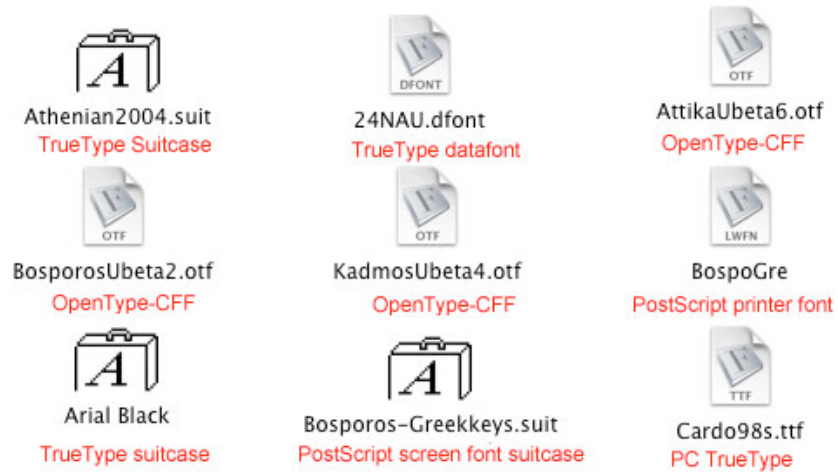 A
Athenian2004.suit
TrueType Suitcase
F
DFONT
24NAU.dfont
TrueType datafont
F
OTF
AttikaUbeta6.otf
OpenType-CFF
F
OTF
BosporosUbeta2.otf
OpenType-CFF
F
OTF
KadmosUbeta4.otf
OpenType-CFF
F
LWFN
BospoGre
PostScript printer font
A
Arial Black
TrueType suitcase
A
Bosporos-Greekkeys.suit
PostScript screen font suitcase
F
TTF
Cardo98s.ttf
PC TrueType